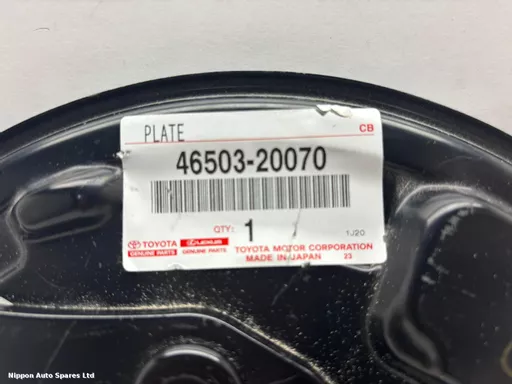 PLATE
CB
46503-20070
QTY: 1
1J20
TOYOTA LEXUS
GENUINE PARTS GENUINE PARTS
TOYOTA MOTOR CORPORATION
MADE IN JAPAN 23
Nippon Auto Spares Ltd